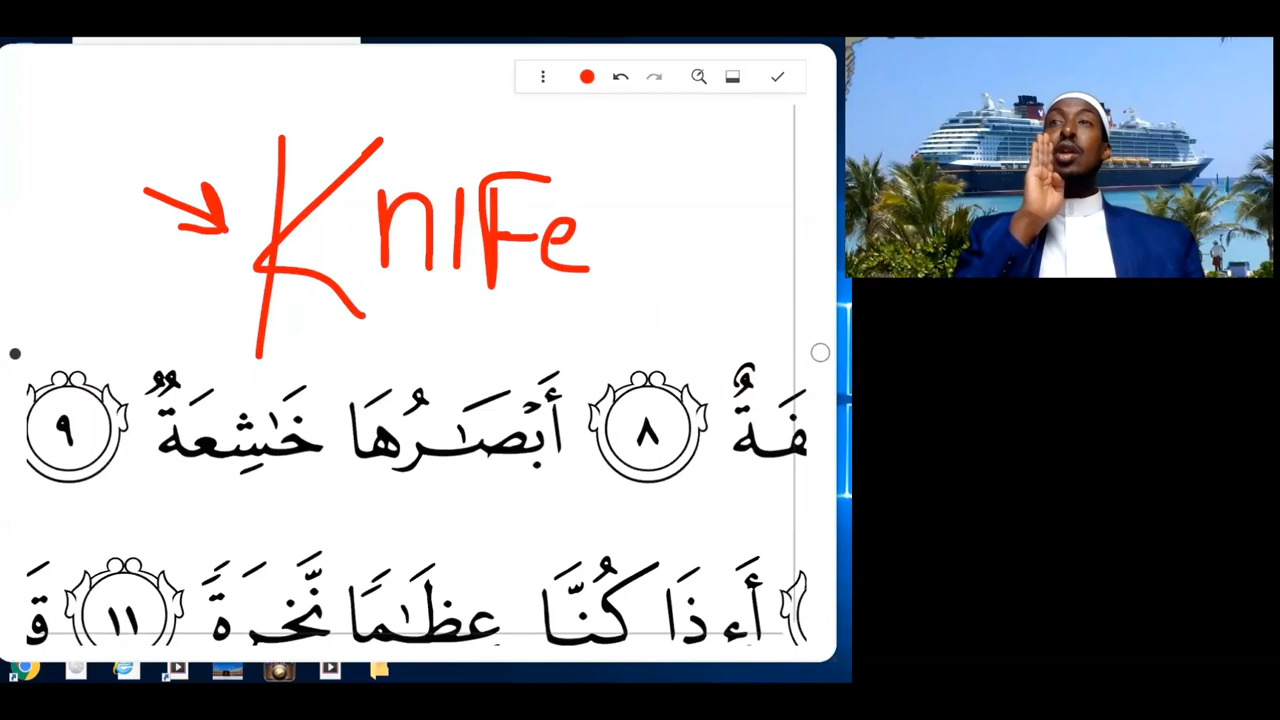 KnIFe
أَبْصَـٰرُهَا خَـٰشِعَةٌ ٩
٨
أَءِذَا كُنَّا عِظَـٰمًا نَّخِرَةً ١١